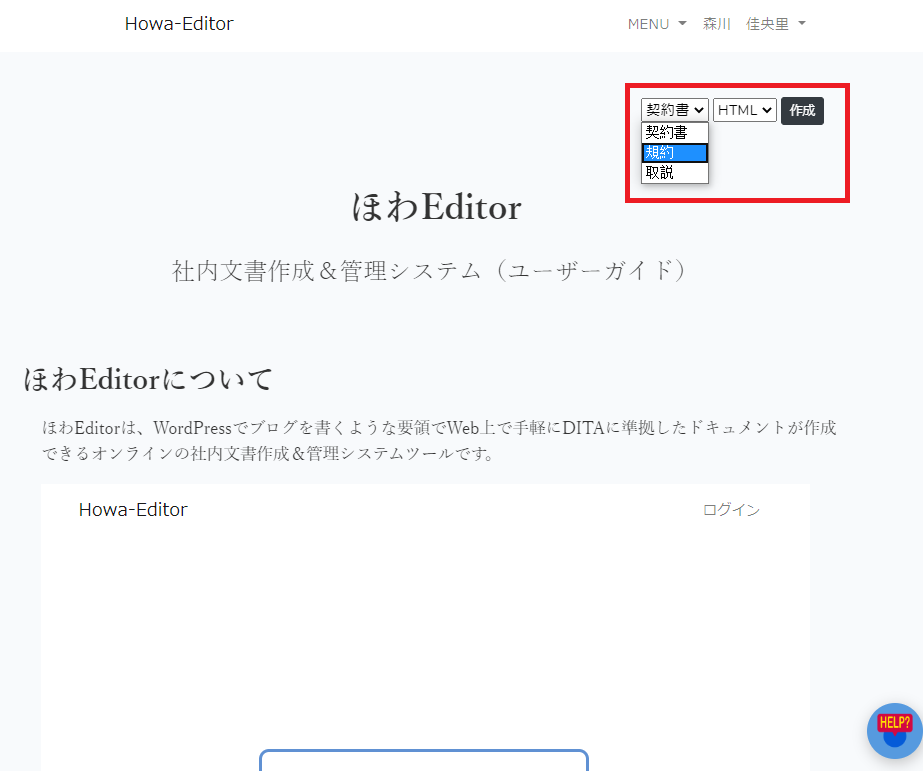 Howa-Editor MENU 森川 佳央里
契約書 HTML 作成
契約書
規約
取説
ほわEditor
社内文書作成＆管理システム（ユーザーガイド）
ほわEditorについて
ほわEditorは、WordPressでブログを書くような要領でWeb上で手軽にDITAに準拠したドキュメントが作成
できるオンラインの社内文書作成＆管理システムツールです。
Howa-Editor ログイン
HELP?